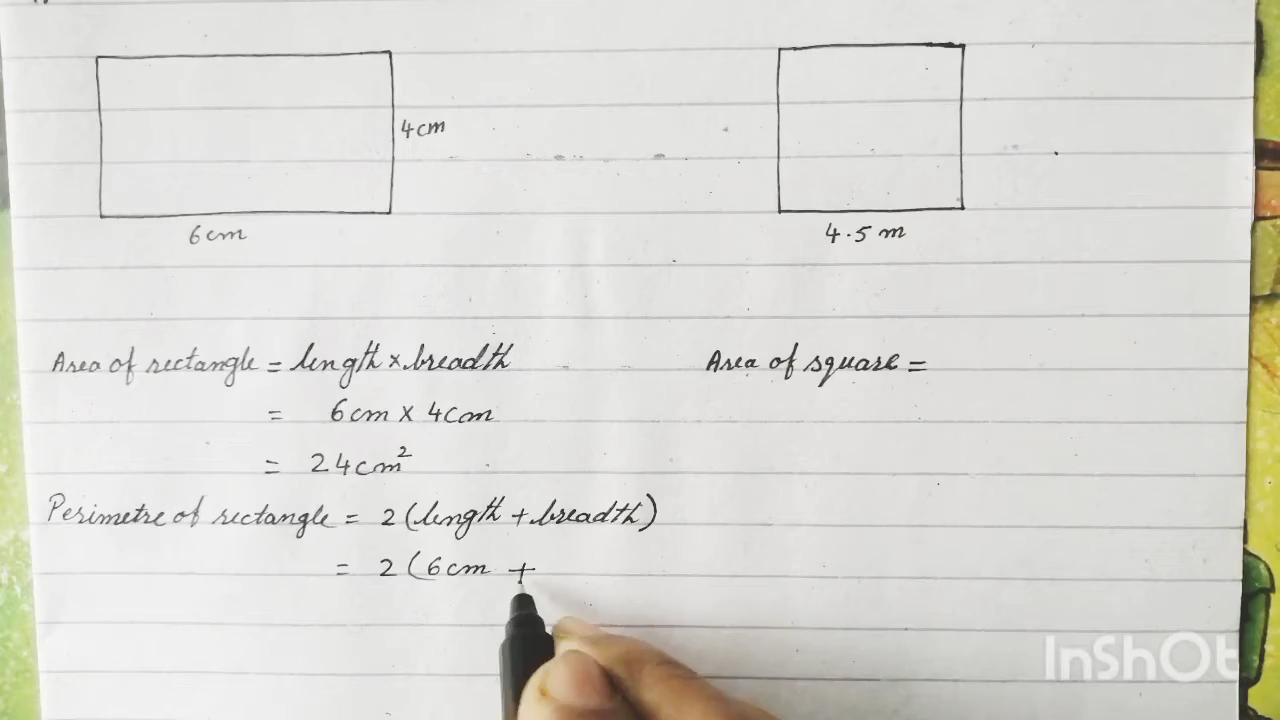 4cm
6cm
4.5 m
Area of rectangle = length × breadth
= 6cm × 4cm
= 24cm²
Perimetre of rectangle = 2(length + breadth)
= 2(6cm +
Area of square =
InShOt